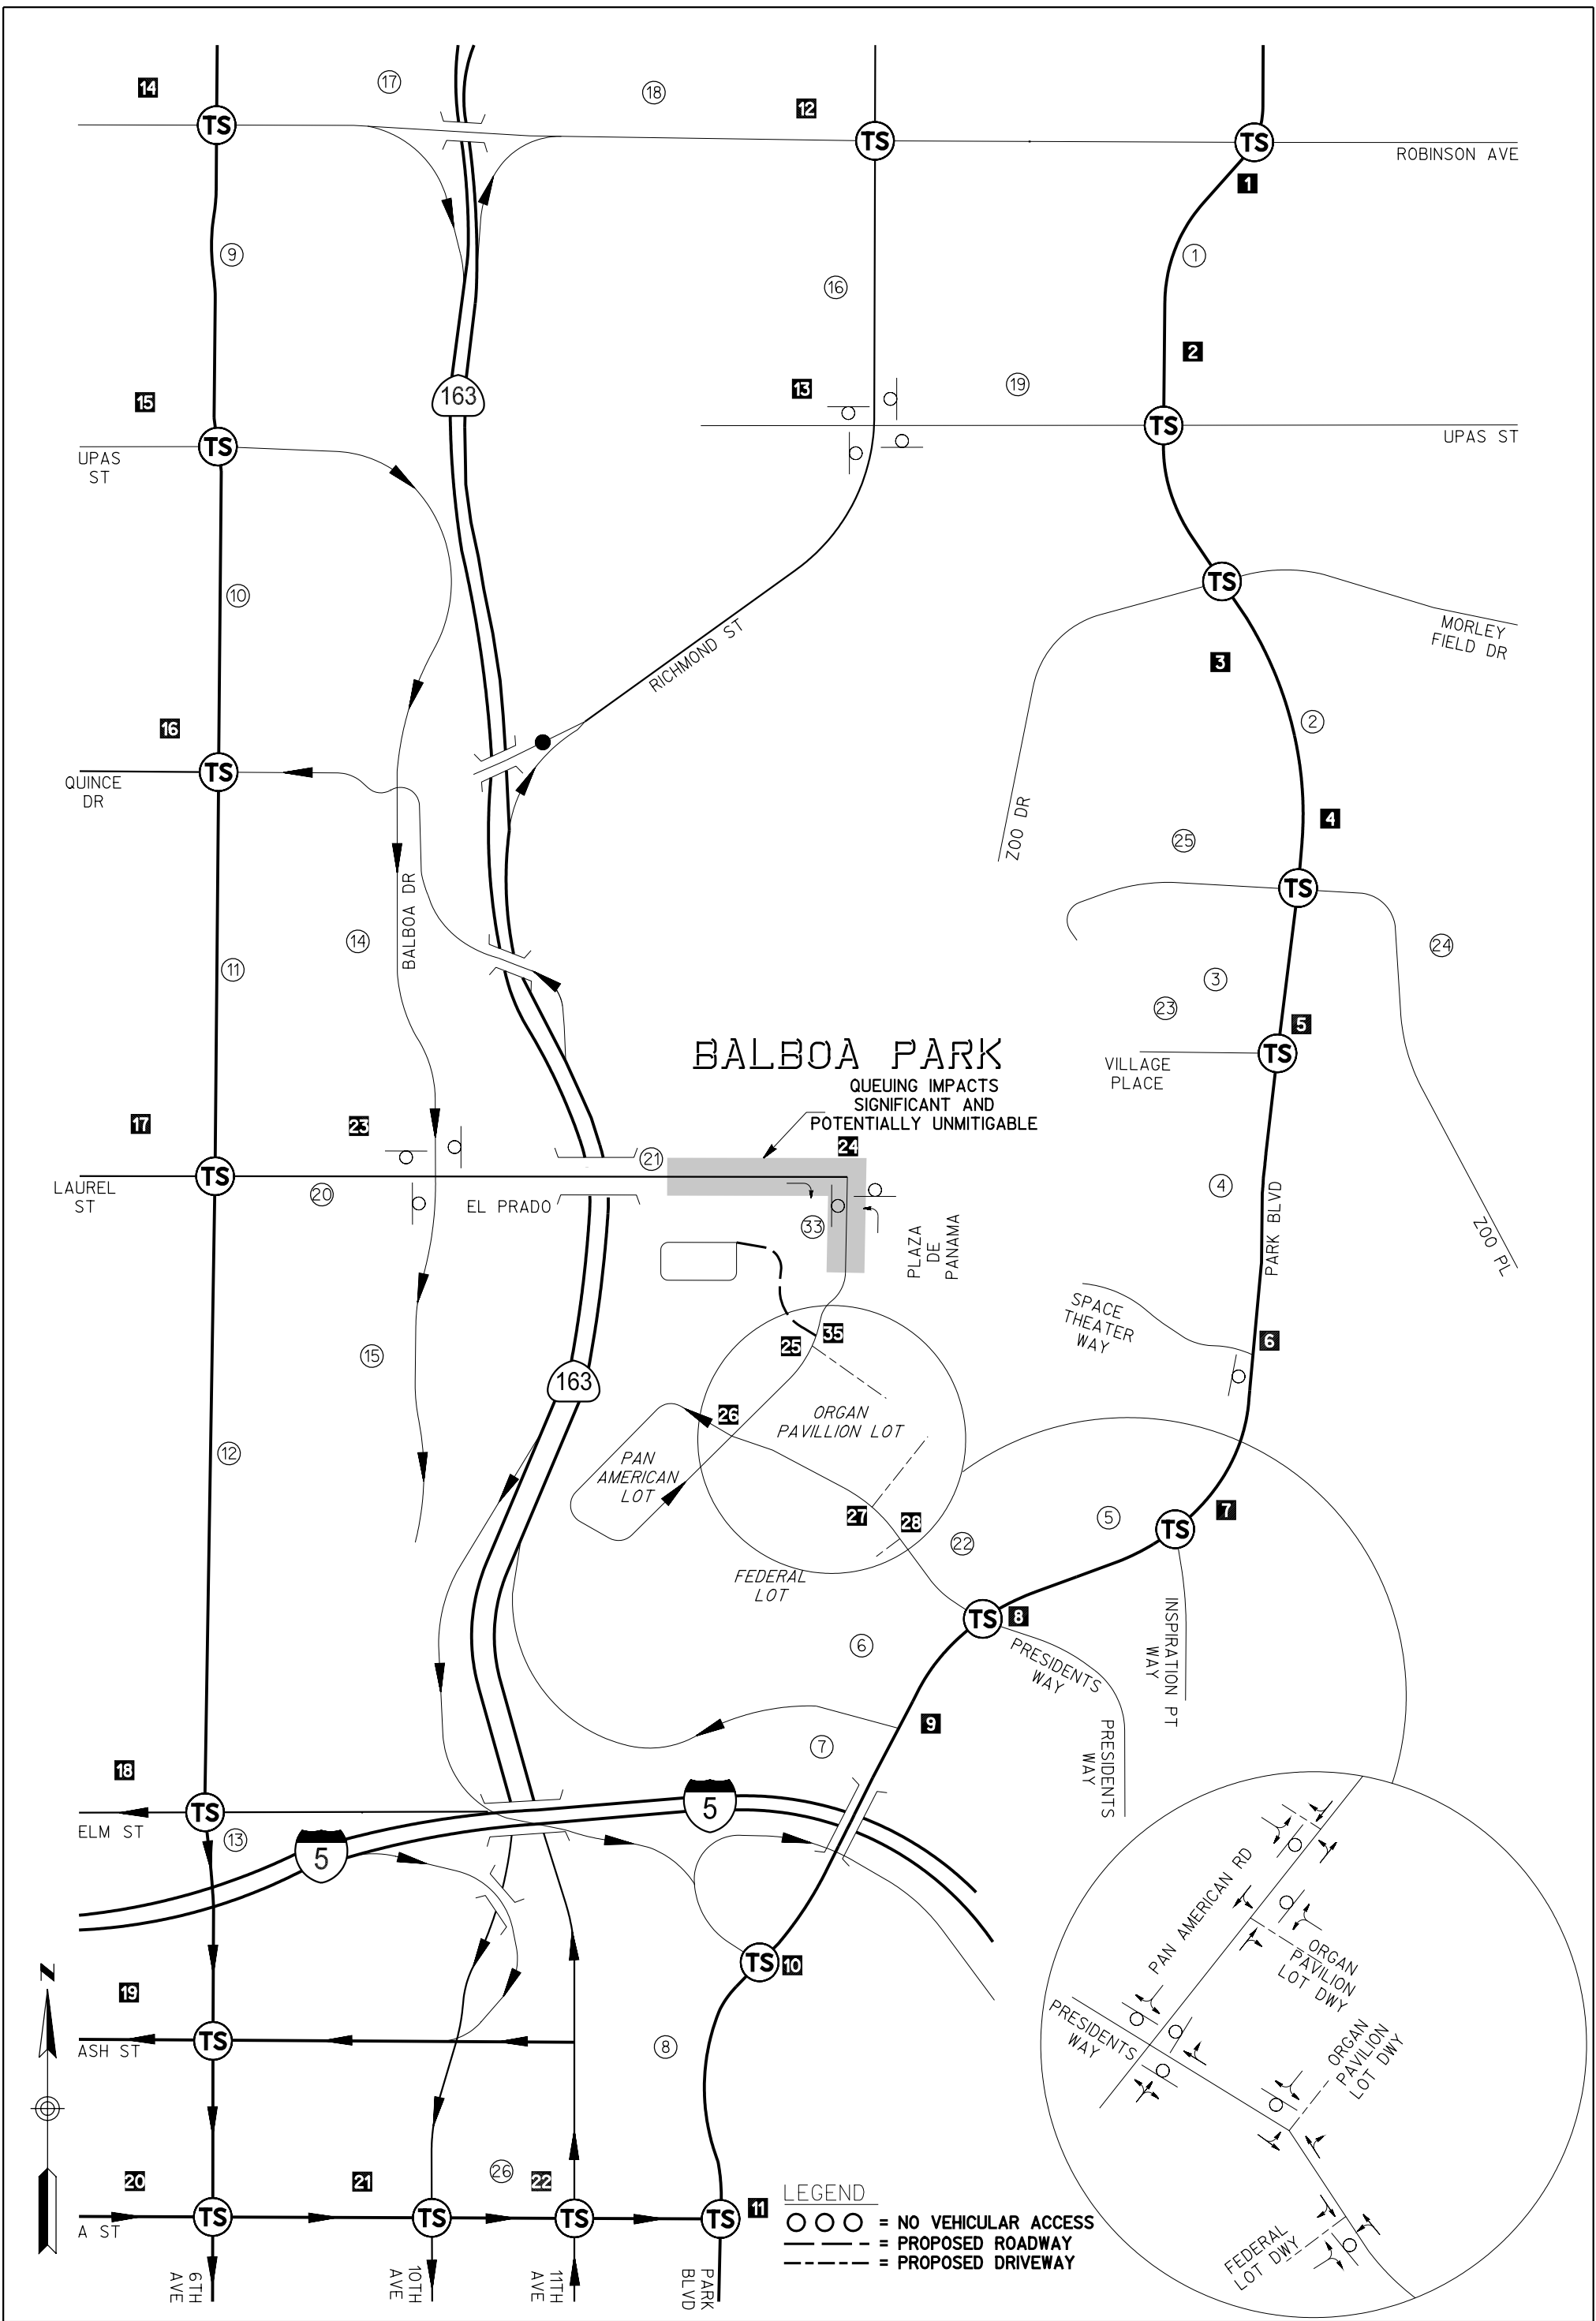 14
17
18
12
TS
TS
TS
ROBINSON AVE
1
9
1
16
2
163
15
13
19
TS
TS
UPAS
ST
UPAS ST
10
TS
MORLEY
FIELD DR
RICHMOND ST
3
2
16
TS
QUINCE
DR
ZOO DR
4
25
TS
BALBOA DR
14
11
24
3
23
5
BALBOA PARK
TS
VILLAGE
PLACE
QUEUING IMPACTS
SIGNIFICANT AND
POTENTIALLY UNMITIGABLE
17
23
24
21
TS
LAUREL
ST
20
EL PRADO
4
33
PLAZA
DE
PANAMA
PARK BLVD
ZOO PL
SPACE
THEATER
WAY
6
35
25
15
163
26
ORGAN
PAVILLION LOT
12
PAN
AMERICAN
LOT
7
27
28
5
TS
22
FEDERAL
LOT
TS
8
INSPIRATION PT
WAY
6
PRESIDENTS
WAY
9
PRESIDENTS
WAY
7
18
5
TS
ELM ST
13
5
PAN AMERICAN RD
ORGAN
PAVILION
LOT DWY
TS
10
N
19
TS
ASH ST
8
PRESIDENTS
WAY
ORGAN
PAVILION
LOT DWY
20
21
26
22
11
TS
TS
TS
TS
A ST
LEGEND
= NO VEHICULAR ACCESS
= PROPOSED ROADWAY
= PROPOSED DRIVEWAY
FEDERAL
LOT DWY
6TH
AVE
10TH
AVE
11TH
AVE
PARK
BLVD